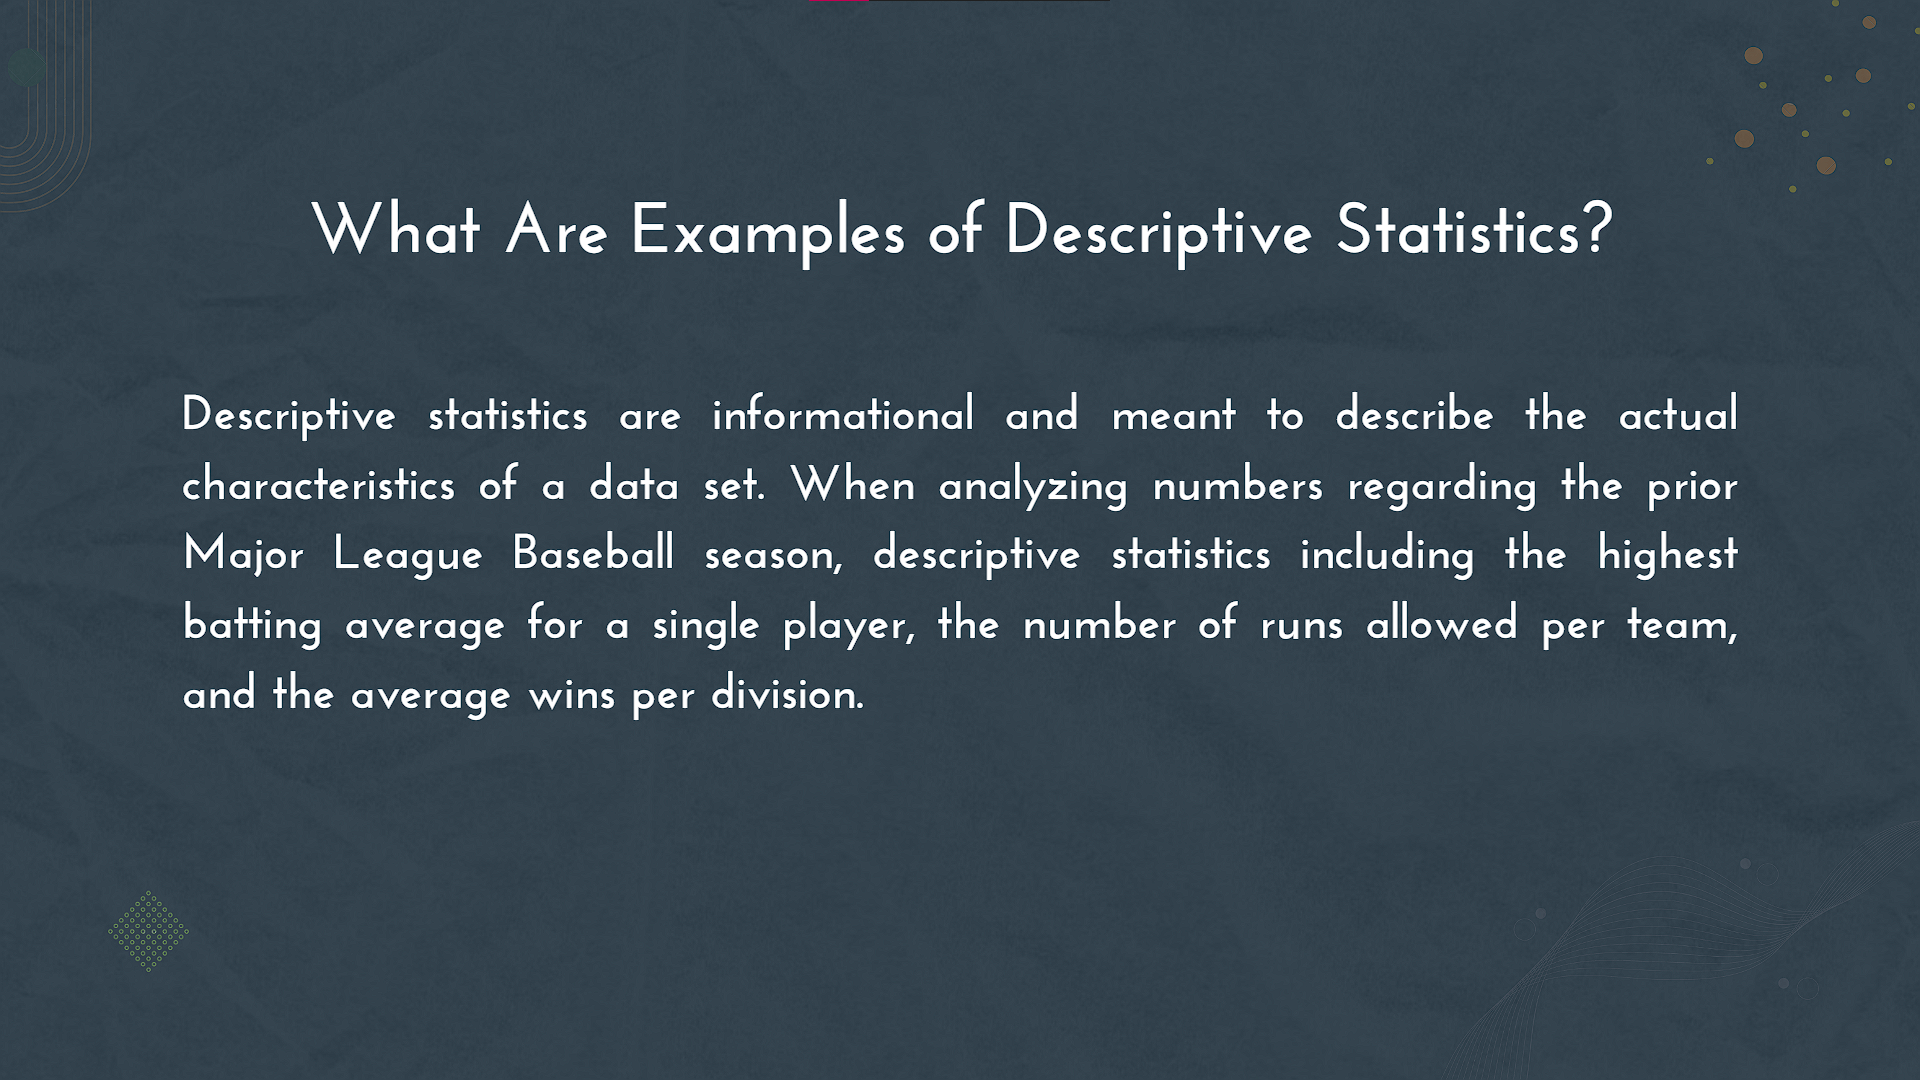 What Are Examples of Descriptive Statistics?
Descriptive statistics are informational and meant to describe the actual
characteristics of a data set. When analyzing numbers regarding the prior
Major League Baseball season, descriptive statistics including the highest
batting average for a single player, the number of runs allowed per team,
and the average wins per division.